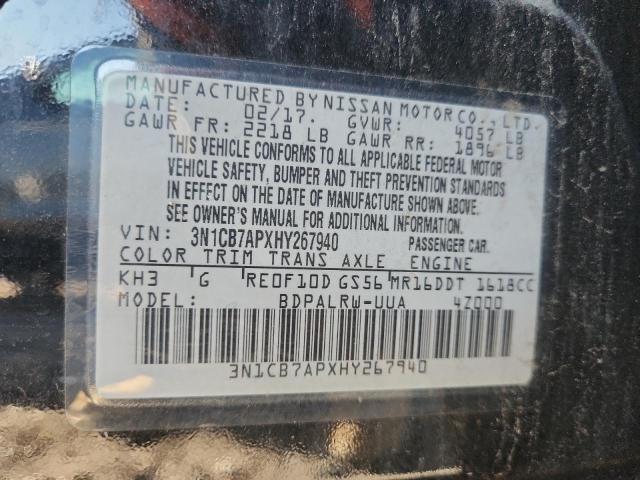 MANUFACTURED BY NISSAN MOTOR CO., LTD.
DATE: 02/17. GVWR: 4057 LB
GAWR FR: 2218 LB GAWR RR: 1896 LB
THIS VEHICLE CONFORMS TO ALL APPLICABLE FEDERAL MOTOR
VEHICLE SAFETY, BUMPER AND THEFT PREVENTION STANDARDS
IN EFFECT ON THE DATE OF MANUFACTURE SHOWN ABOVE.
SEE OWNER'S MANUAL FOR ADDITIONAL INFORMATION
VIN: 3N1CB7APXHY267940 PASSENGER CAR.
COLOR TRIM TRANS AXLE ENGINE
KH3 G RE0F10D GS56 MR16DDT 1618CC
MODEL: BDPALRW-UUA 4Z000
3N1CB7APXHY267940